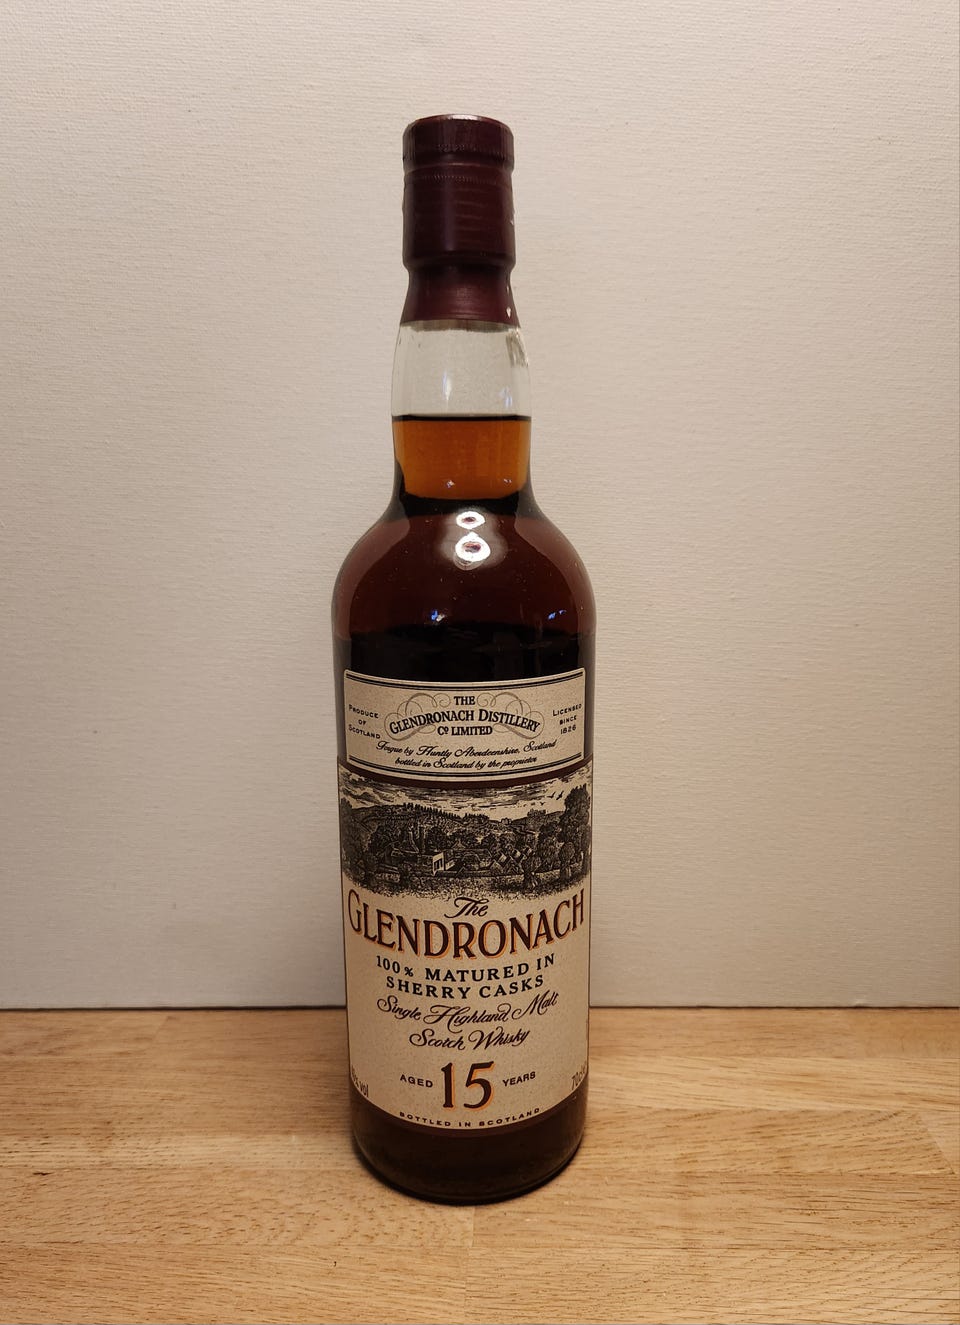 THE
GLENDRONACH DISTILLERY
Cº LIMITED
PRODUCE
OF
SCOTLAND
LICENSED
SINCE
1826
Forgue by Huntly Aberdeenshire, Scotland
bottled in Scotland by the proprietor
The
GLENDRONACH
100% MATURED IN
SHERRY CASKS
Single Highland Malt
Scotch Whisky
AGED 15 YEARS
% vol
70cl
BOTTLED IN SCOTLAND